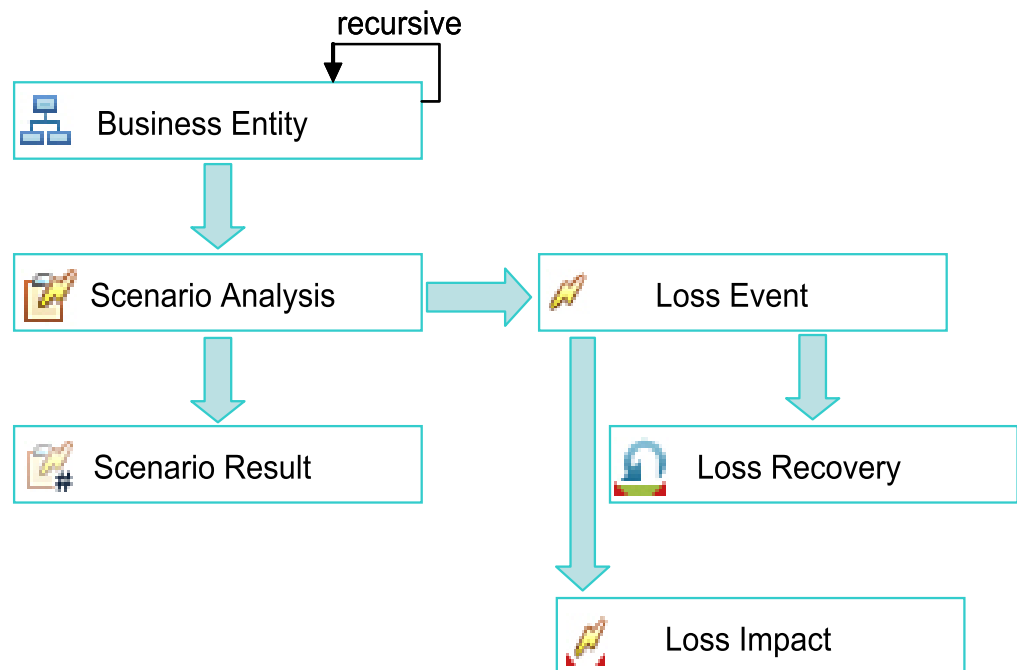 recursive
Business Entity
Scenario Analysis
Loss Event
Scenario Result
Loss Recovery
Loss Impact